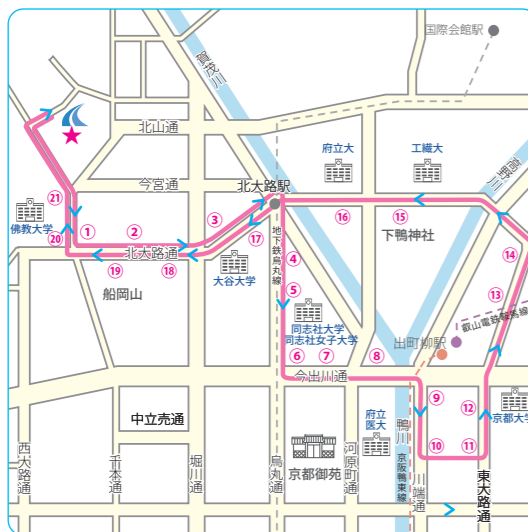 国際会館駅
賀茂川
北山通
府立大
工繊大
高野川
今宮通
北大路駅
㉑
佛教大学
①
②
③
⑯
⑮
⑳
北大路通
⑰
下鴨神社
⑲
⑱
地下鉄烏丸線
④
⑭
船岡山
大谷大学
⑤
⑬
同志社大学
同志社女子大学
叡山電鉄鞍馬線
出町柳駅
⑥
⑦
⑧
今出川通
⑨
⑫
中立売通
府立
医大
鴨川
京都大学
⑩
⑪
京都御苑
京阪鴨東線
西大路通
千本通
堀川通
烏丸通
河原町通
川端通
東大路通